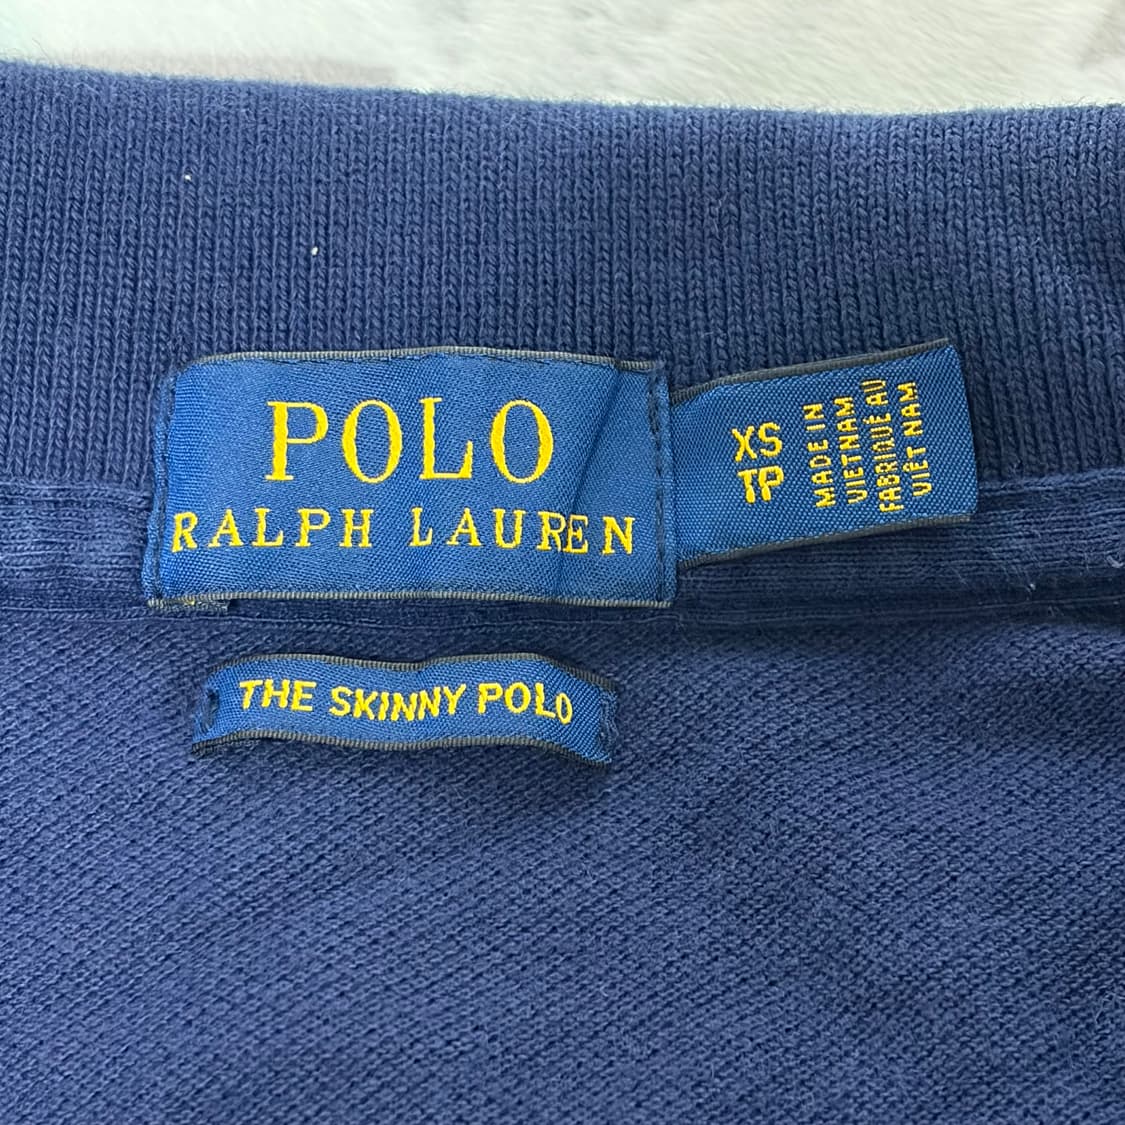 POLO
RALPH LAUREN
XS
TP
MADE IN
VIETNAM
FABRIQUÉ AU
VIÊT NAM
THE SKINNY POLO